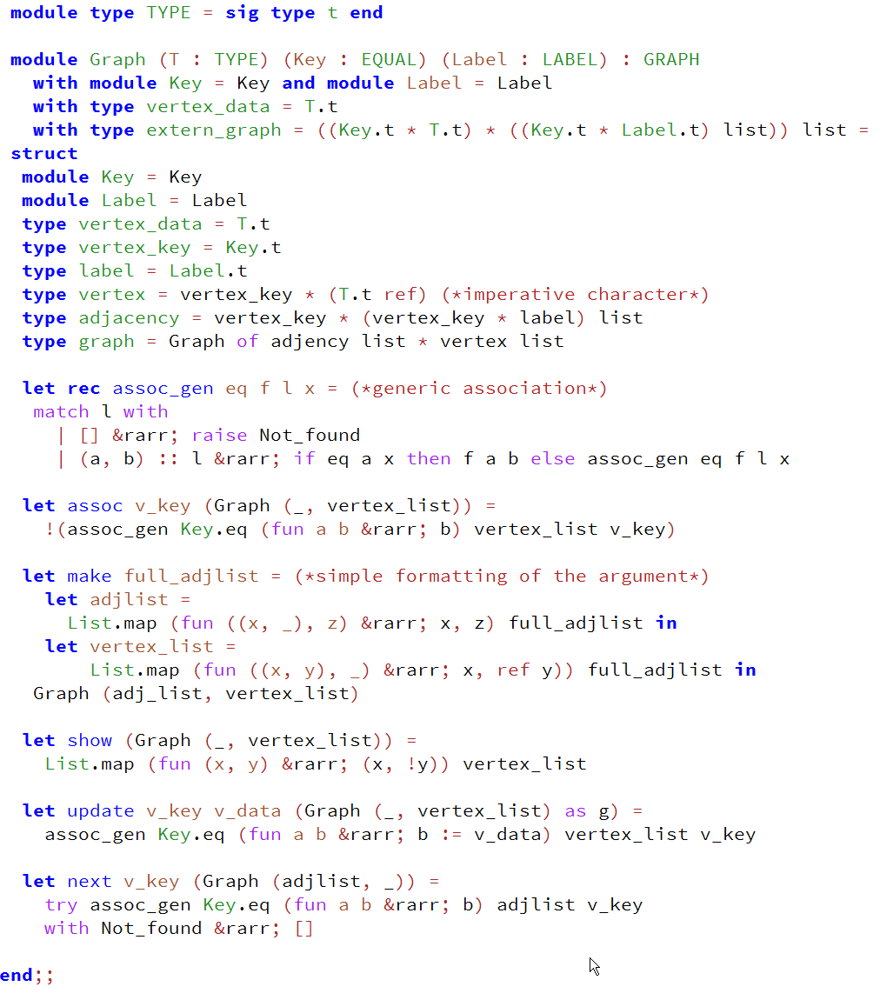 module type TYPE = sig type t end
module Graph (T : TYPE) (Key : EQUAL) (Label : LABEL) : GRAPH
with module Key = Key and module Label = Label
with type vertex_data = T.t
with type extern_graph = ((Key.t * T.t) * ((Key.t * Label.t) list)) list =
struct
module Key = Key
module Label = Label
type vertex_data = T.t
type vertex_key = Key.t
type label = Label.t
type vertex = vertex_key * (T.t ref) (*imperative character*)
type adjacency = vertex_key * (vertex_key * label) list
type graph = Graph of adjency list * vertex list
let rec assoc_gen eq f l x = (*generic association*)
match l with
| [] &rarr; raise Not_found
| (a, b) :: l &rarr; if eq a x then f a b else assoc_gen eq f l x
let assoc v_key (Graph (_, vertex_list)) =
!(assoc_gen Key.eq (fun a b &rarr; b) vertex_list v_key)
let make full_adjlist = (*simple formatting of the argument*)
let adjlist =
List.map (fun ((x, _), z) &rarr; x, z) full_adjlist in
let vertex_list =
List.map (fun ((x, y), _) &rarr; x, ref y)) full_adjlist in
Graph (adj_list, vertex_list)
let show (Graph (_, vertex_list)) =
List.map (fun (x, y) &rarr; (x, !y)) vertex_list
let update v_key v_data (Graph (_, vertex_list) as g) =
assoc_gen Key.eq (fun a b &rarr; b := v_data) vertex_list v_key
let next v_key (Graph (adjlist, _)) =
try assoc_gen Key.eq (fun a b &rarr; b) adjlist v_key
with Not_found &rarr; []
end;;